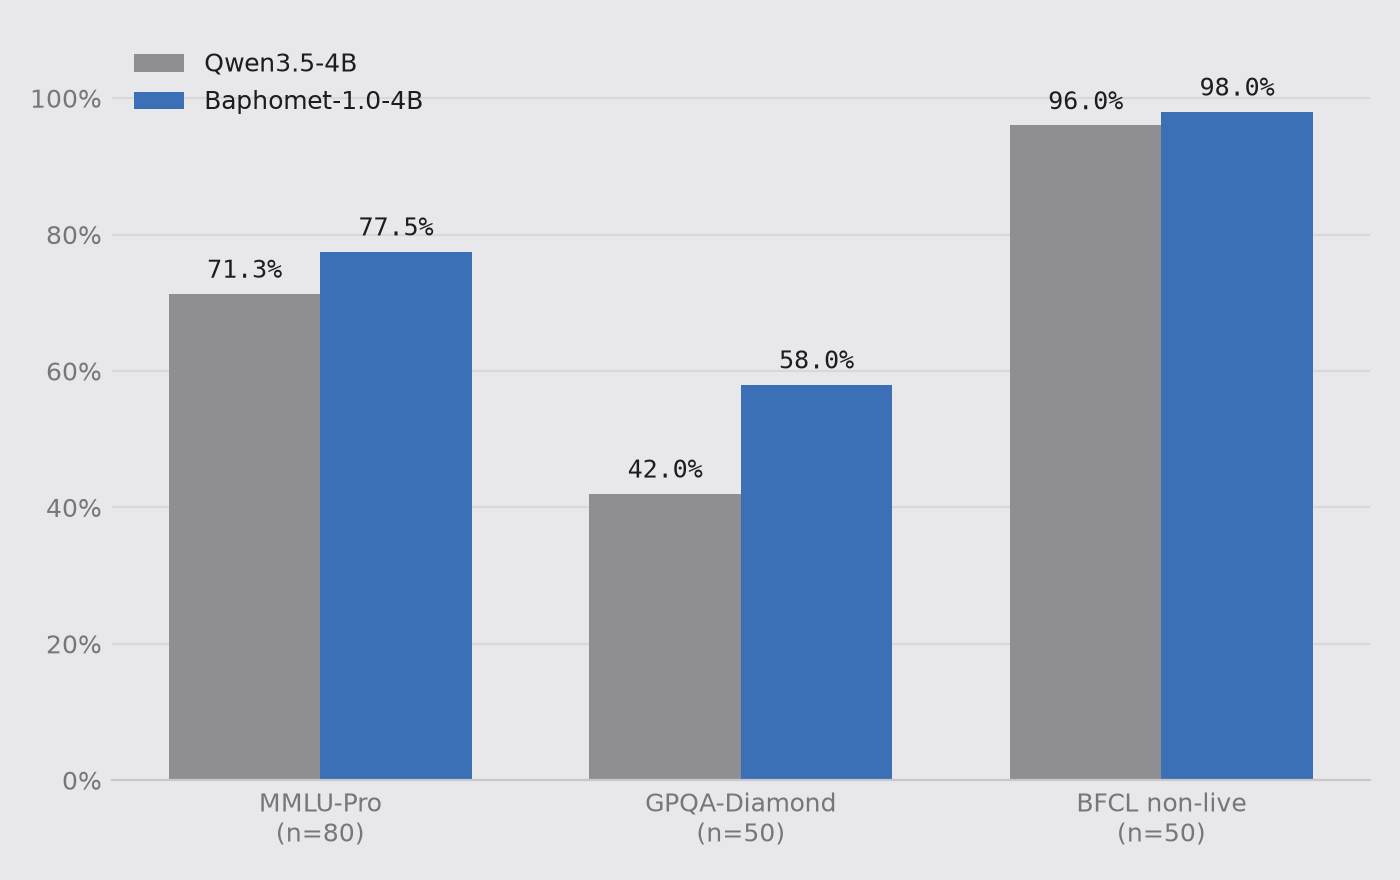 Qwen3.5-4B
Baphomet-1.0-4B
100%
80%
60%
40%
20%
0%
71.3%
77.5%
42.0%
58.0%
96.0%
98.0%
MMLU-Pro
(n=80)
GPQA-Diamond
(n=50)
BFCL non-live
(n=50)